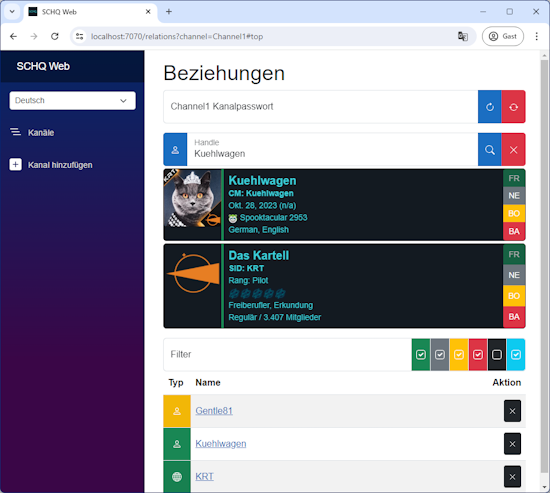 SCHQ Web
localhost:7070/relations?channel=Channel1#top
Gast
SCHQ Web
Deutsch
Kanäle
Kanal hinzufügen
Beziehungen
Channel1 Kanalpasswort
Handle
Kuehlwagen
KRT
Kuehlwagen
CM: Kuehlwagen
Okt. 28, 2023 (n/a)
Spooktacular 2953
German, English
FR
NE
BO
BA
Das Kartell
SID: KRT
Rang: Pilot
Freiberufler, Erkundung
Regulär / 3.407 Mitglieder
FR
NE
BO
BA
Filter
Typ Name Aktion
Gentle81
Kuehlwagen
KRT